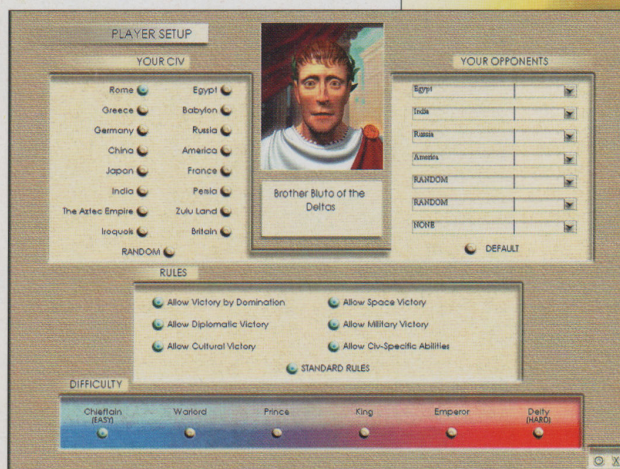 PLAYER SETUP
YOUR CIV
Rome
Egypt
Greece
Babylon
Germany
Russia
China
America
Japan
France
India
Persia
The Aztec Empire
Zulu Land
Iroquois
Britain
RANDOM
Brother Bluto of the
Deltas
YOUR OPPONENTS
Egypt
India
Russia
America
RANDOM
RANDOM
NONE
DEFAULT
RULES
Allow Victory by Domination
Allow Space Victory
Allow Diplomatic Victory
Allow Military Victory
Allow Cultural Victory
Allow Civ-Specific Abilities
STANDARD RULES
DIFFICULTY
Chieftain
(EASY)
Warlord
Prince
King
Emperor
Deity
(HARD)
X